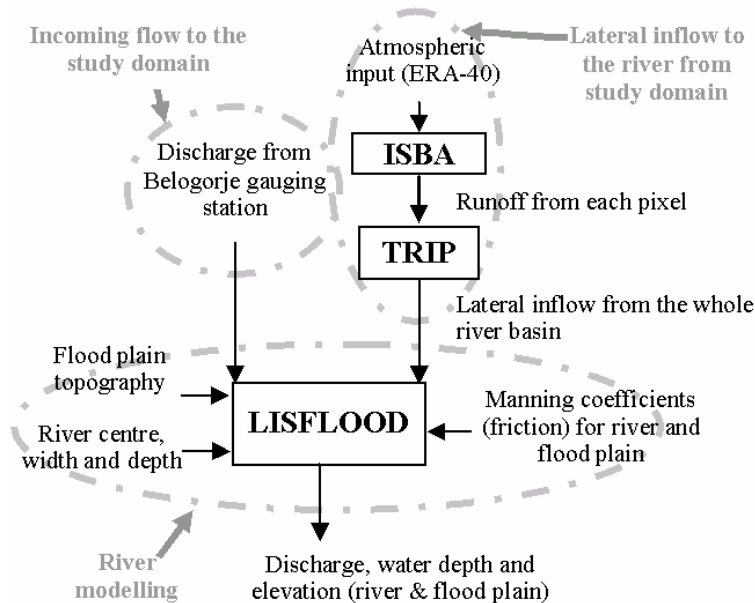 Incoming flow to the
study domain
Atmospheric
input (ERA-40)
Lateral inflow to
the river from
study domain
Discharge from
Belogorje gauging
station
ISBA
Runoff from each pixel
TRIP
Lateral inflow from the whole
river basin
Flood plain
topography
River centre,
width and depth
LISFLOOD
Manning coefficients
(friction) for river and
flood plain
River
modelling
Discharge, water depth and
elevation (river & flood plain)